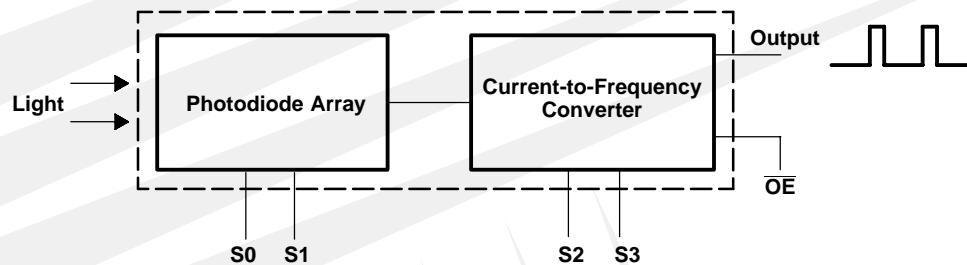 Output
Light
Photodiode Array
Current-to-Frequency
Converter
OE
S0 S1 S2 S3